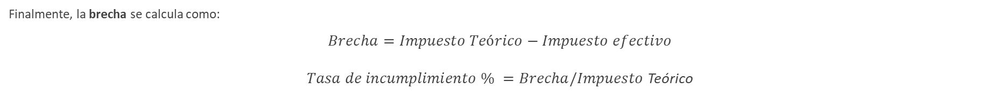 Finalmente, la brecha se calcula como:
Brecha = Impuesto Teórico − Impuesto efectivo
Tasa de incumplimiento % = Brecha/Impuesto Teórico